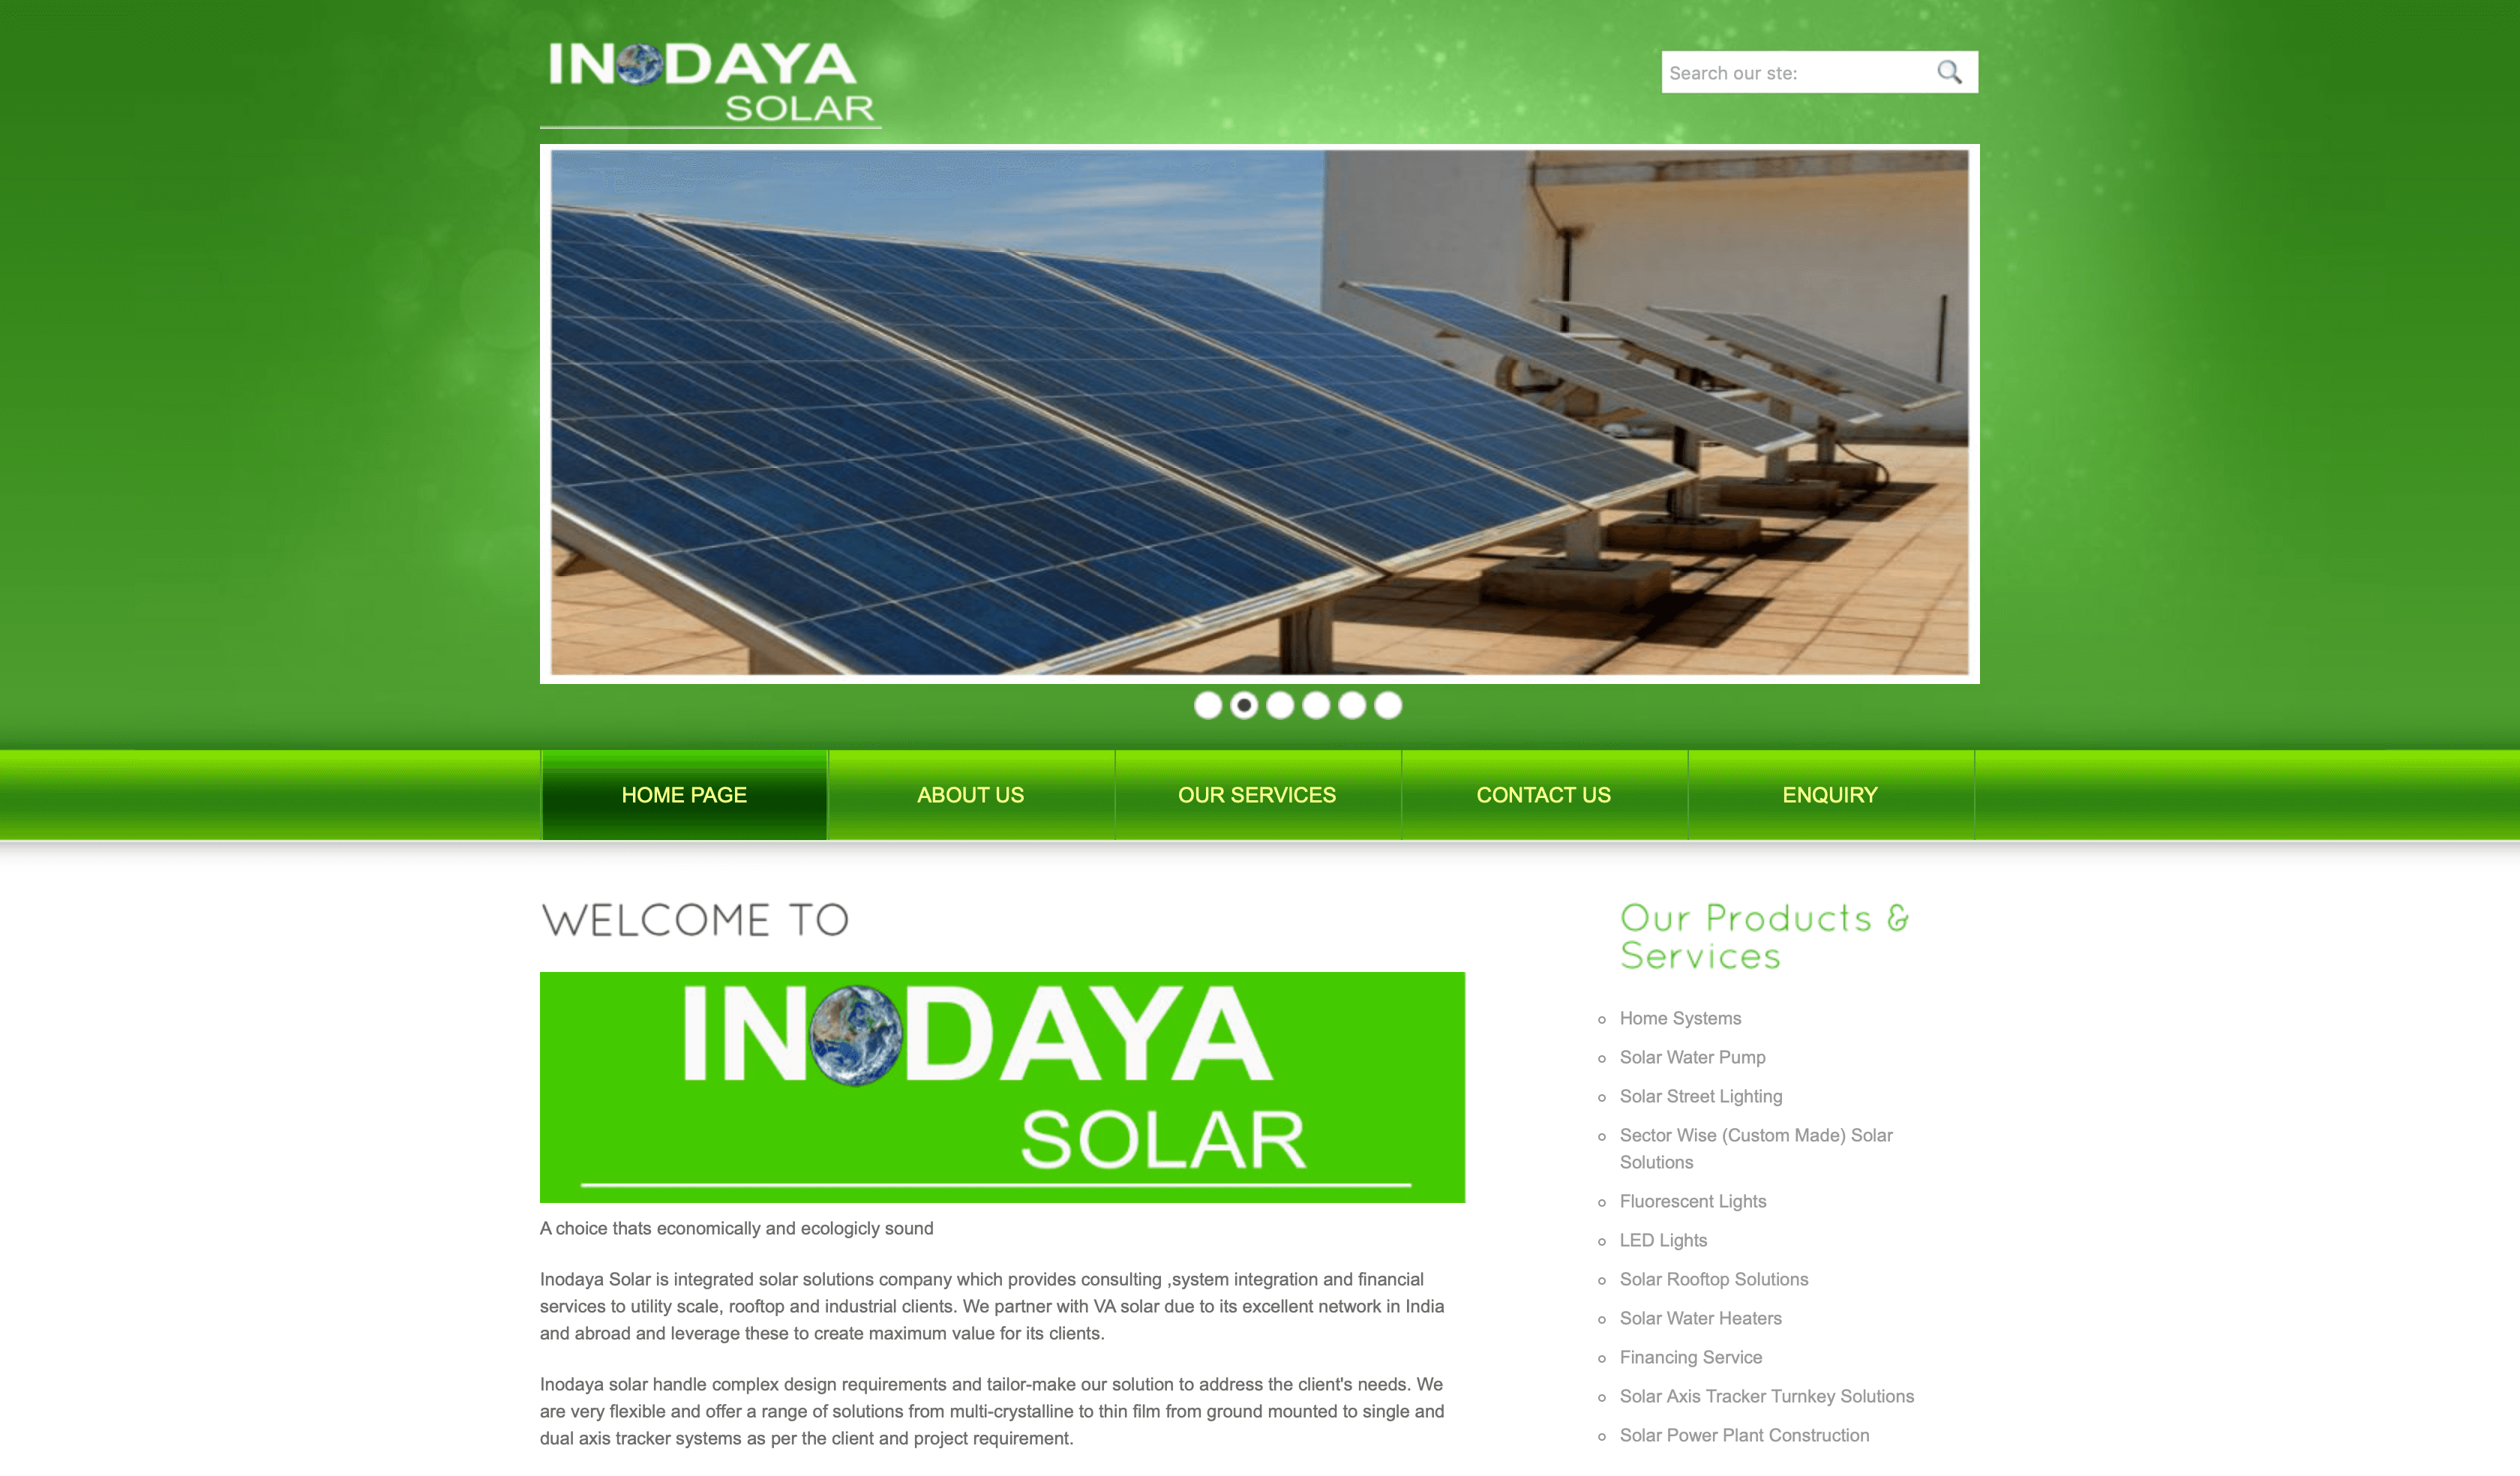 INODAYA
SOLAR
Search our ste:
HOME PAGE
ABOUT US
OUR SERVICES
CONTACT US
ENQUIRY
WELCOME TO
INODAYA
SOLAR
A choice thats economically and ecologicly sound
Inodaya Solar is integrated solar solutions company which provides consulting ,system integration and financial
services to utility scale, rooftop and industrial clients. We partner with VA solar due to its excellent network in India
and abroad and leverage these to create maximum value for its clients.
Inodaya solar handle complex design requirements and tailor-make our solution to address the client's needs. We
are very flexible and offer a range of solutions from multi-crystalline to thin film from ground mounted to single and
dual axis tracker systems as per the client and project requirement.
Our Products &
Services
Home Systems
Solar Water Pump
Solar Street Lighting
Sector Wise (Custom Made) Solar
Solutions
Fluorescent Lights
LED Lights
Solar Rooftop Solutions
Solar Water Heaters
Financing Service
Solar Axis Tracker Turnkey Solutions
Solar Power Plant Construction